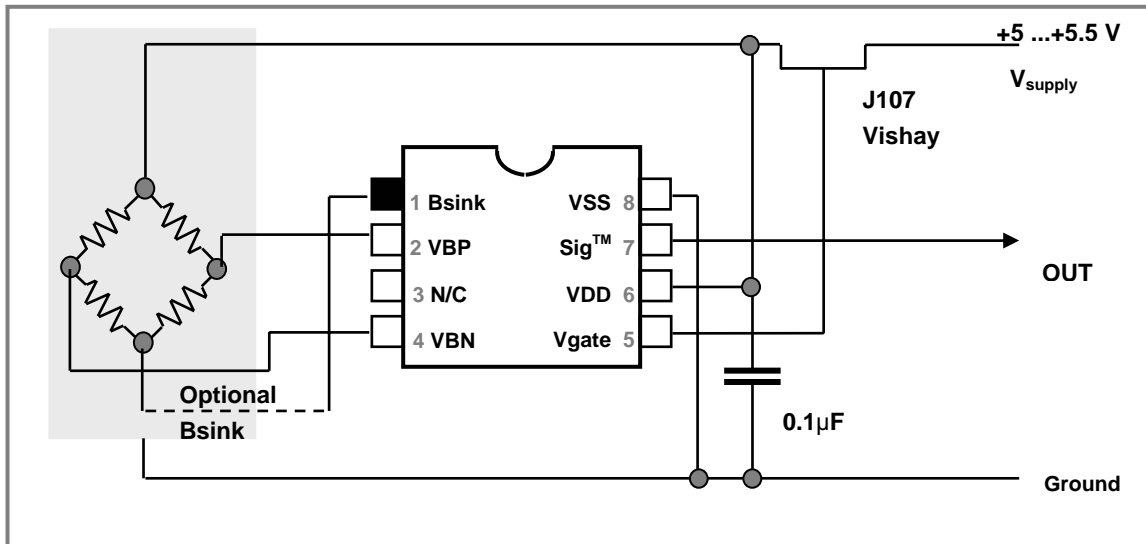 +5 ...+5.5 V
Vsupply
J107
Vishay
1 Bsink
VSS 8
2 VBP
Sig™ 7
3 N/C
VDD 6
4 VBN
Vgate 5
OUT
Optional
Bsink
0.1µF
Ground